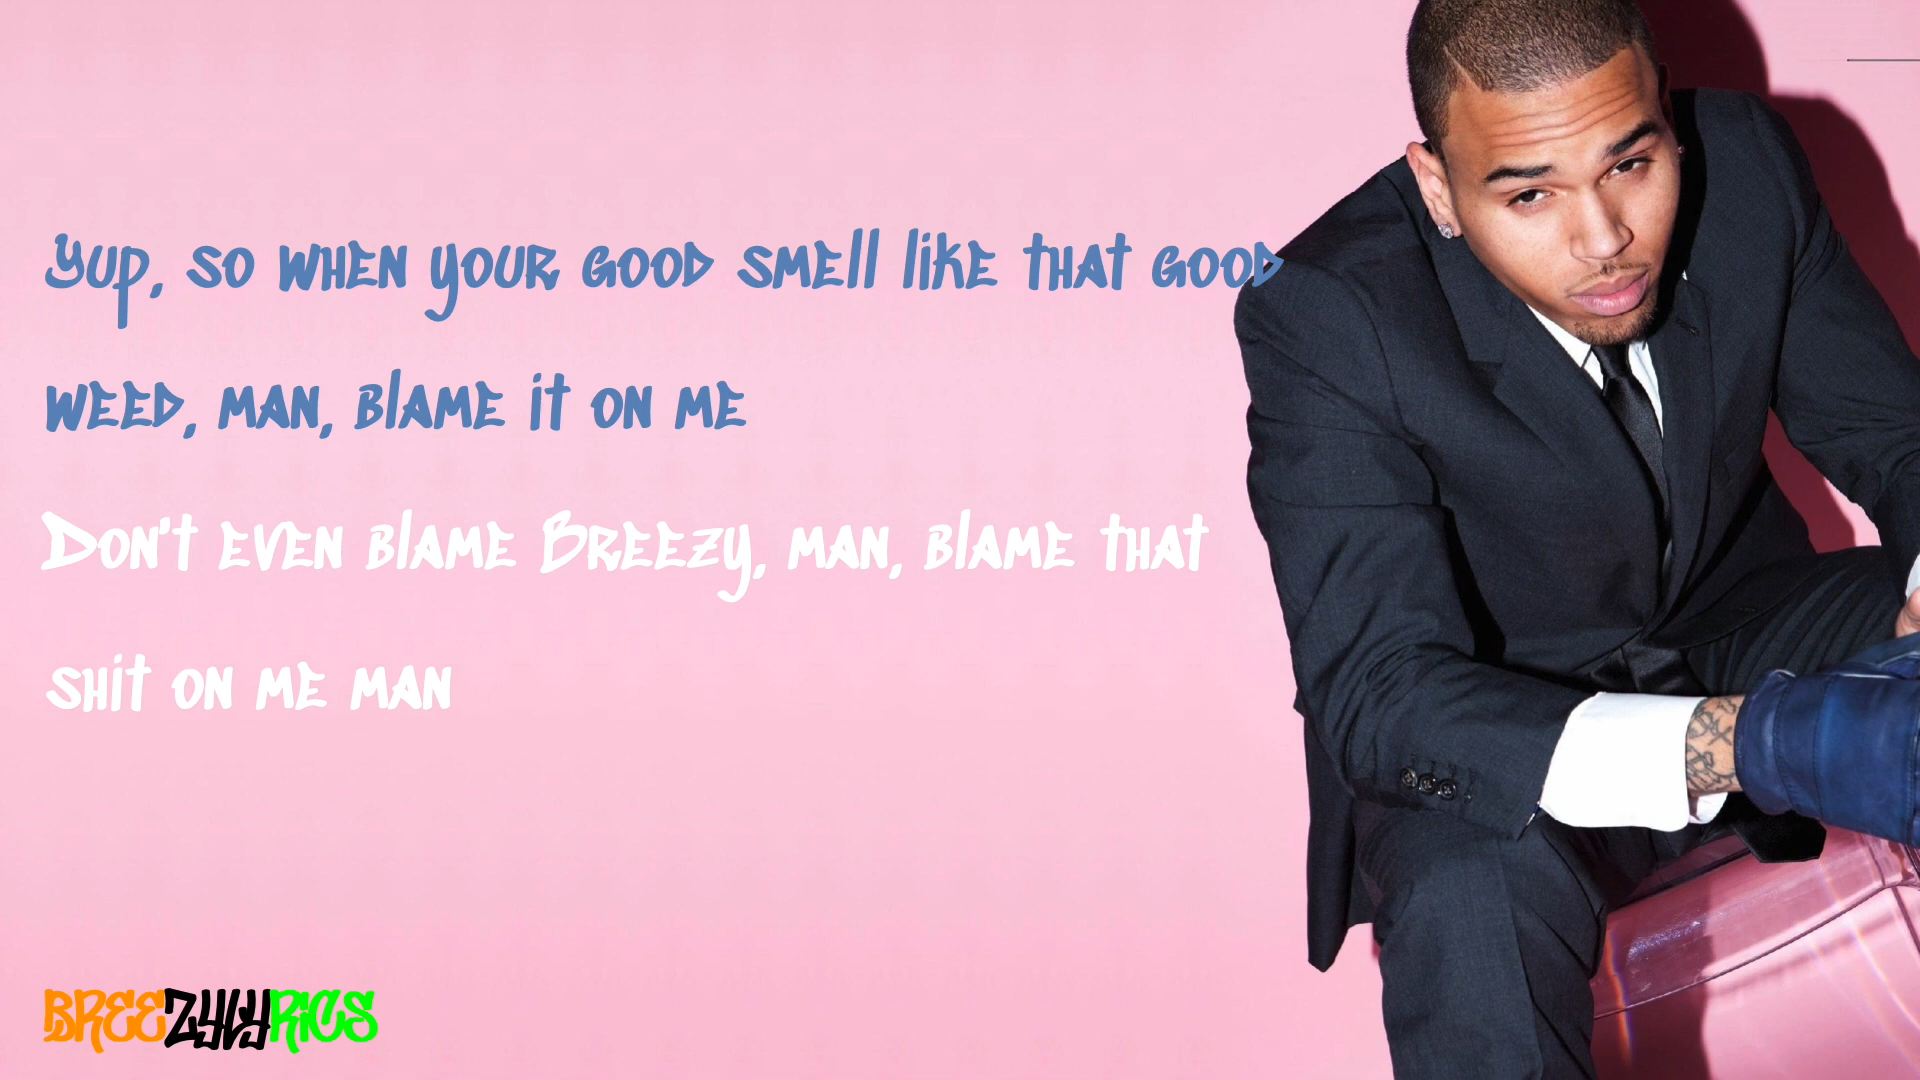 Yup, so when your good smell like that good
weed, man, blame it on me
Don't even blame Breezy, man, blame that
shit on me man
BREEZYLYRICS